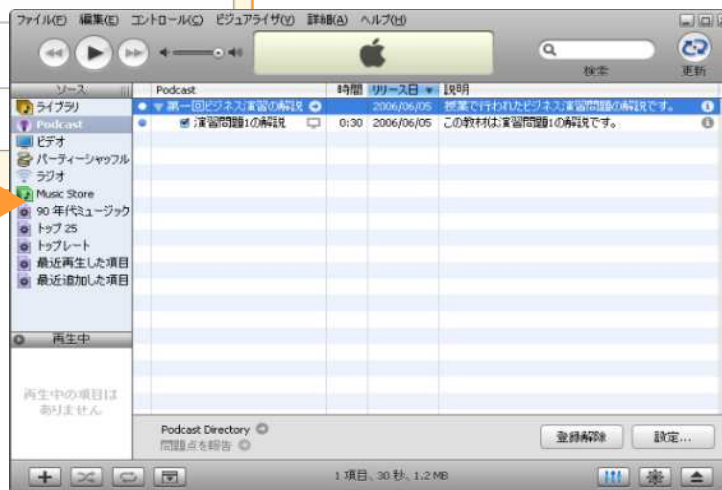 ファイル(F) 編集(E) コントロール(C) ビジュアライザ(V) 詳細(A) ヘルプ(H)
検索
更新
ソース
Podcast 時間 リリース日 説明
ライブラリ
Podcast
ビデオ
パーティーシャッフル
ラジオ
Music Store
90 年代ミュージック
トップ 25
トップレート
最近再生した項目
最近追加した項目
第一回ビジネス演習の解説 2006/06/05 授業で行われたビジネス演習問題の解説です。
演習問題1の解説 0:30 2006/06/05 この教材は演習問題1の解説です。
再生中
再生中の項目は
ありません
Podcast Directory
問題点を報告
登録解除 設定...
1 項目、30 秒、1.2 MB